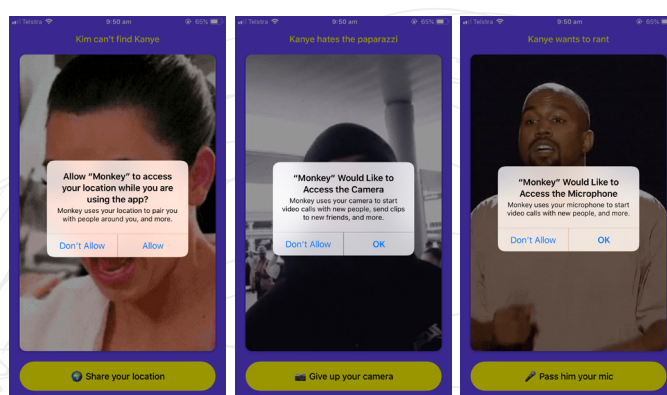 Telstra 9:50 am 65%
Kim can't find Kanye
Allow “Monkey” to access
your location while you are
using the app?
Monkey uses your location to pair you
with people around you, and more.
Don't Allow Allow
Share your location
Telstra 9:50 am 65%
Kanye hates the paparazzi
“Monkey” Would Like to
Access the Camera
Monkey uses your camera to start
video calls with new people, send clips
to new friends, and more.
Don't Allow OK
Give up your camera
Telstra 9:50 am 65%
Kanye wants to rant
“Monkey” Would Like to
Access the Microphone
Monkey uses your microphone to start
video calls with new people, and more.
Don't Allow OK
Pass him your mic